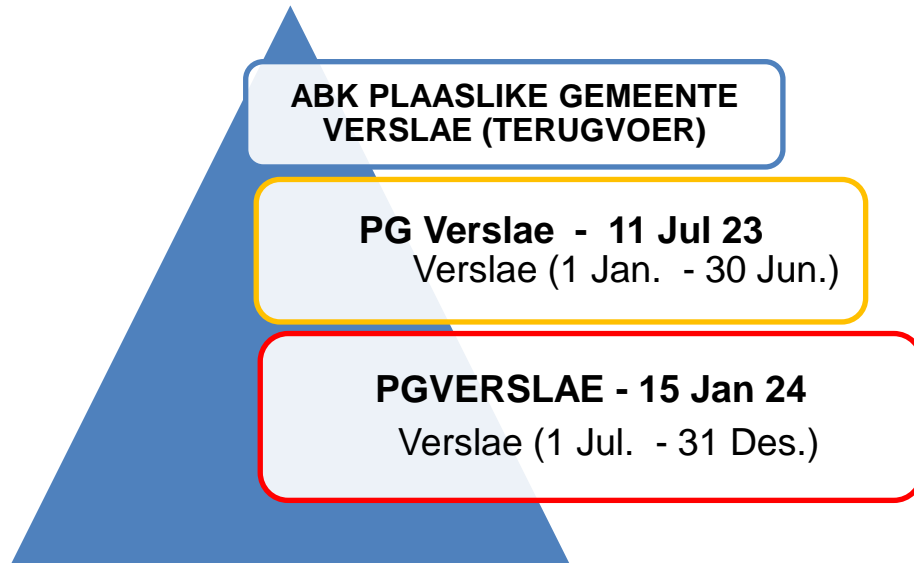 ABK PLAASLIKE GEMEENTE
VERSLAE (TERUGVOER)
PG Verslae - 11 Jul 23
Verslae (1 Jan. - 30 Jun.)
PGVERSLAE - 15 Jan 24
Verslae (1 Jul. - 31 Des.)